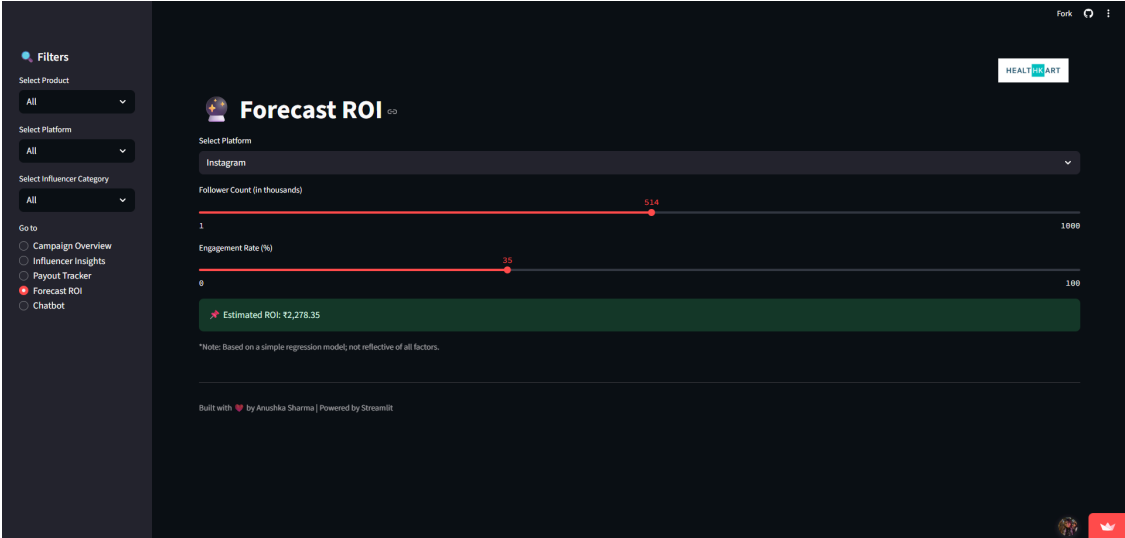 Fork
Filters
Select Product
All
Select Platform
All
Select Influencer Category
All
Go to
Campaign Overview
Influencer Insights
Payout Tracker
Forecast ROI
Chatbot
HEALTHKART
Forecast ROI
Select Platform
Instagram
Follower Count (in thousands)
514
1 1000
Engagement Rate (%)
35
0 100
Estimated ROI: ₹2,278.35
*Note: Based on a simple regression model; not reflective of all factors.
Built with ❤ by Anushka Sharma | Powered by Streamlit